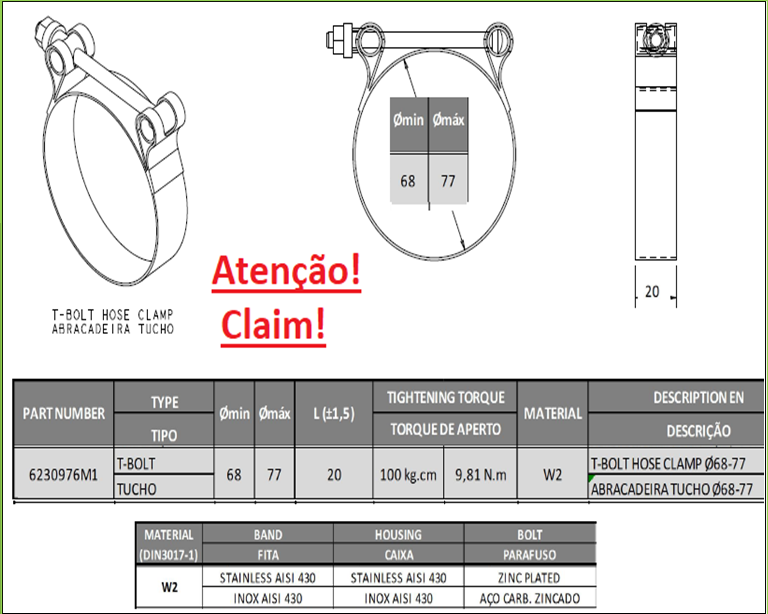 Ømin Ømáx
68 77
Atenção!
Claim!
20
T-BOLT HOSE CLAMP
ABRACADEIRA TUCHO
PART NUMBER TYPE Ømin Ømáx L (±1,5) TIGHTENING TORQUE MATERIAL DESCRIPTION EN
TIPO TORQUE DE APERTO DESCRIÇÃO
6230976M1 T-BOLT 68 77 20 100 kg.cm 9,81 N.m W2 T-BOLT HOSE CLAMP Ø68-77
TUCHO ABRACADEIRA TUCHO Ø68-77
MATERIAL BAND HOUSING BOLT
(DIN3017-1) FITA CAIXA PARAFUSO
W2 STAINLESS AISI 430 STAINLESS AISI 430 ZINC PLATED
INOX AISI 430 INOX AISI 430 AÇO CARB. ZINCADO